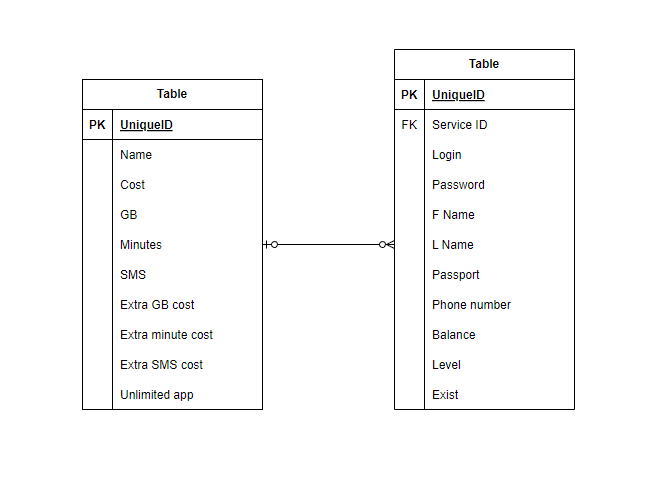 Table
PK UniqueID
Name
Cost
GB
Minutes
SMS
Extra GB cost
Extra minute cost
Extra SMS cost
Unlimited app
Table
PK UniqueID
FK Service ID
Login
Password
F Name
L Name
Passport
Phone number
Balance
Level
Exist